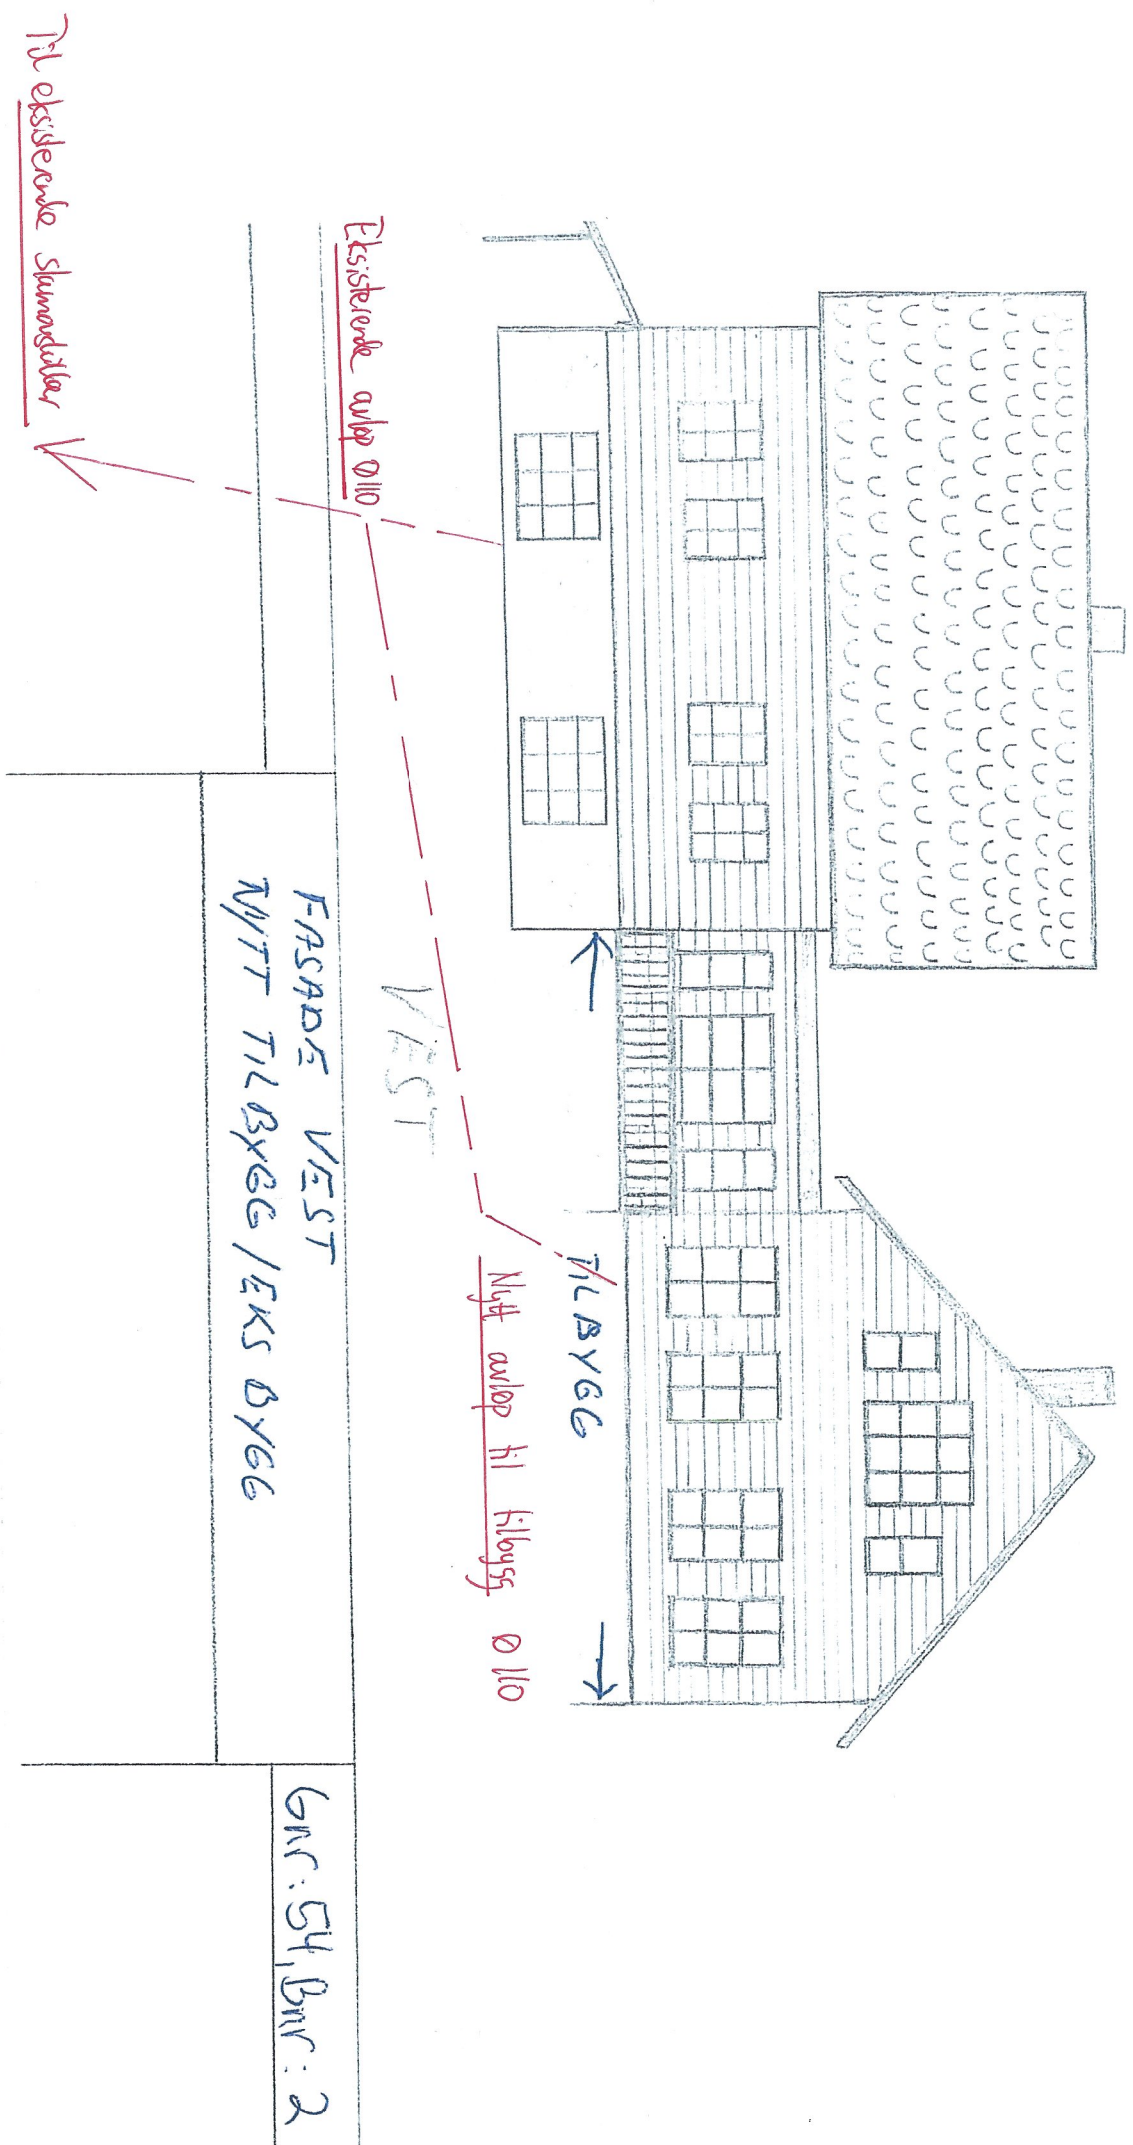 TILBYGG
Nytt avløp til tilbygg Ø 110
VEST
Eksisterende avløp Ø110
Til eksisterende slamavskiller
FASADE VEST
NYTT TILBYGG / EKS BYGG
Gnr: 54, Bnr: 2